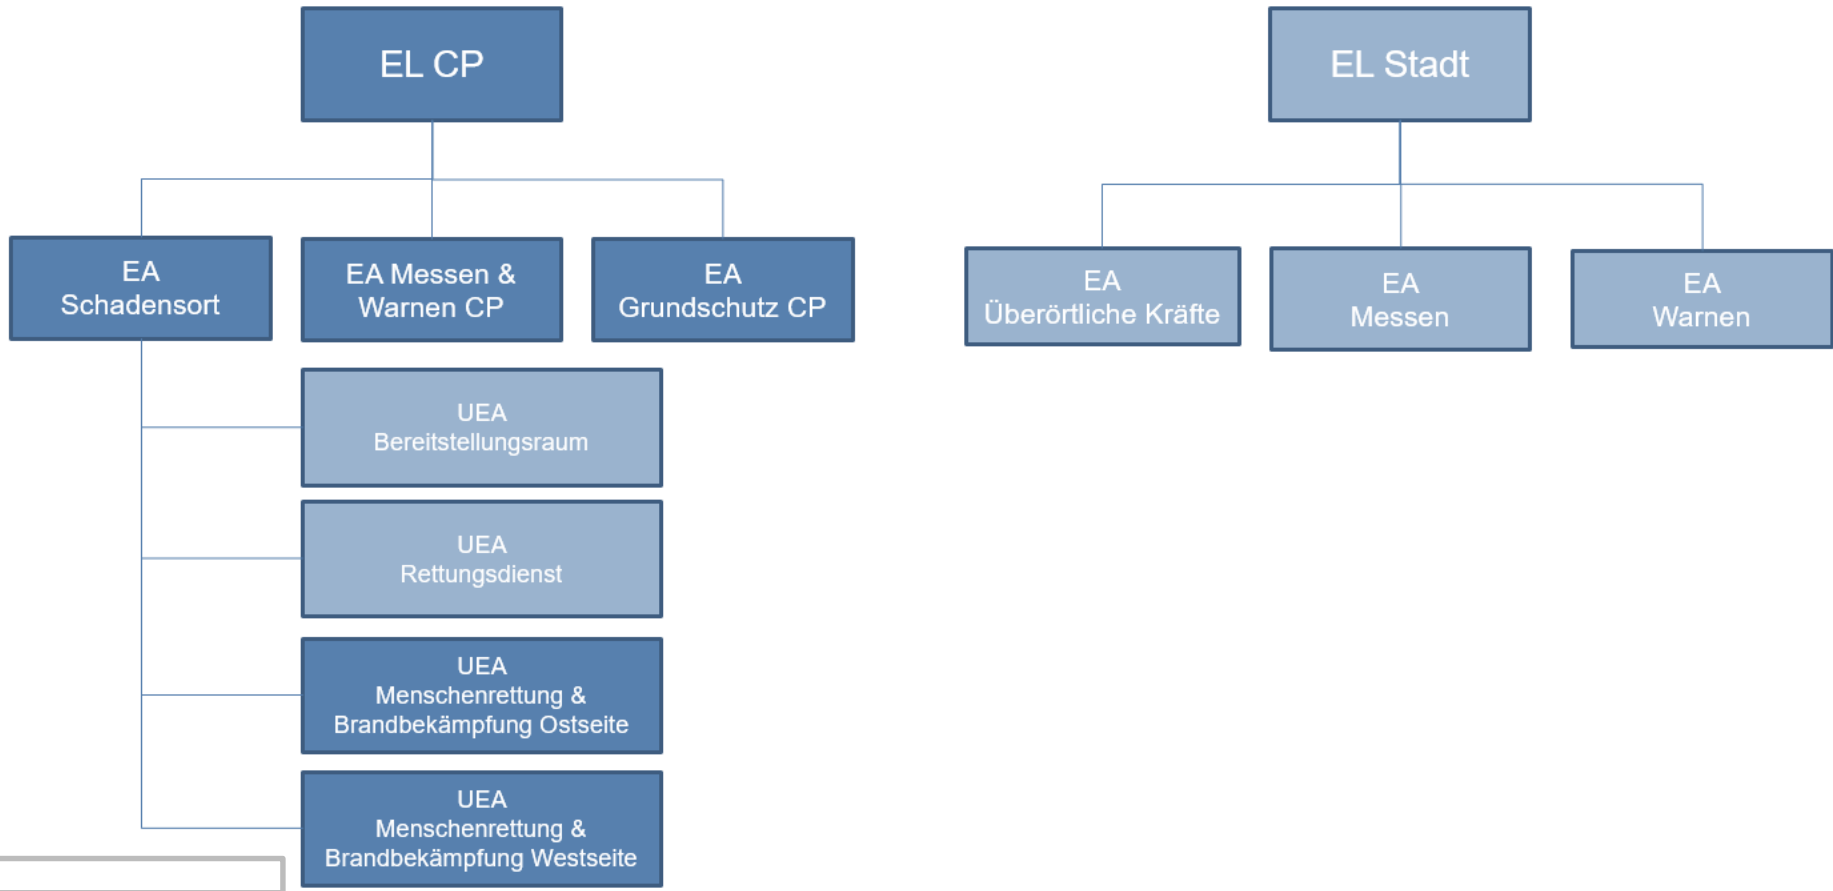 EL CP
EL Stadt
EA
Schadensort
EA Messen &
Warnen CP
EA
Grundschutz CP
EA
Überörtliche Kräfte
EA
Messen
EA
Warnen
UEA
Bereitstellungsraum
UEA
Rettungsdienst
UEA
Menschenrettung &
Brandbekämpfung Ostseite
UEA
Menschenrettung &
Brandbekämpfung Westseite